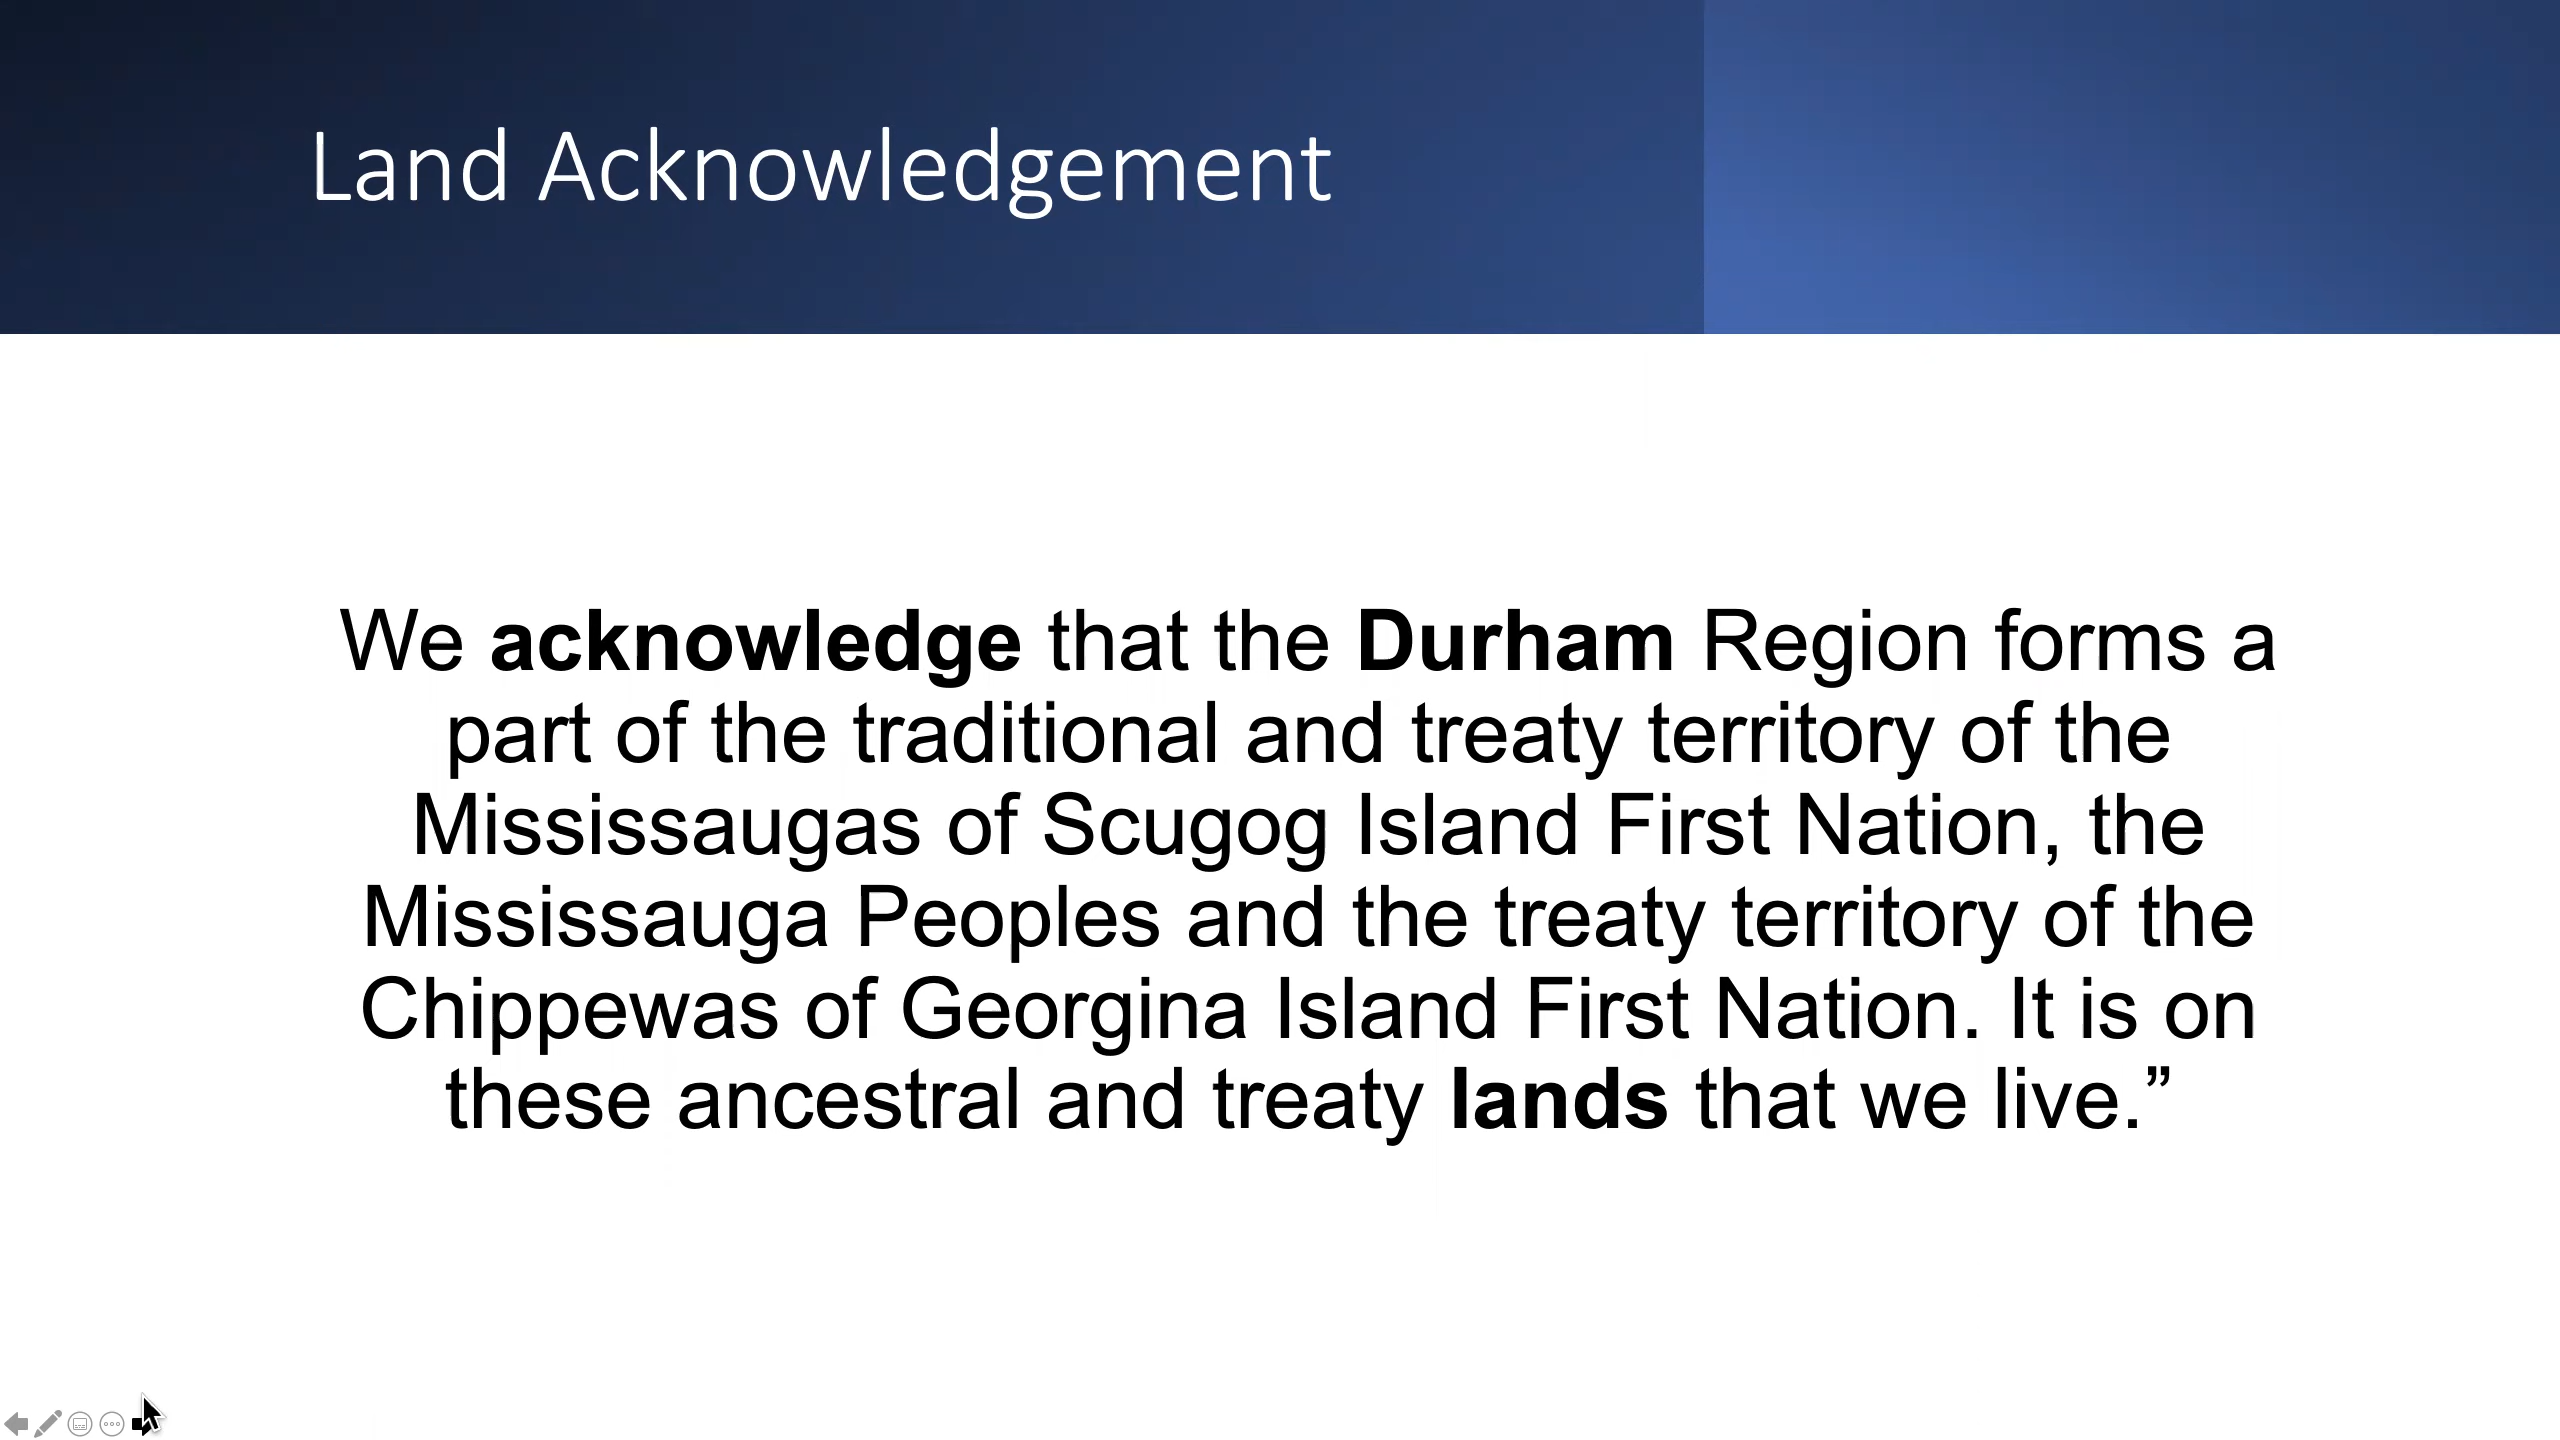 Land Acknowledgement
We acknowledge that the Durham Region forms a
part of the traditional and treaty territory of the
Mississaugas of Scugog Island First Nation, the
Mississauga Peoples and the treaty territory of the
Chippewas of Georgina Island First Nation. It is on
these ancestral and treaty lands that we live.”